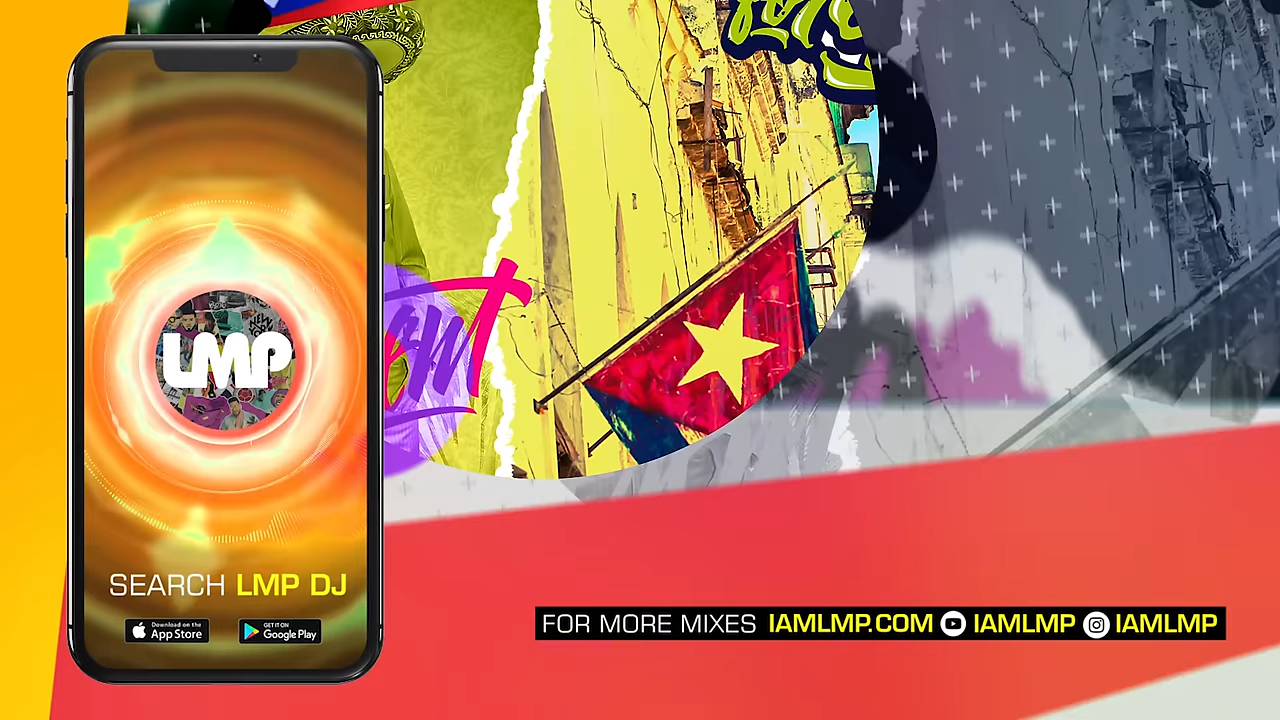 LMP
SEARCH LMP DJ
Download on the
App Store
GET IT ON
Google Play
FOR MORE MIXES IAMLMP.COM IAMLMP IAMLMP